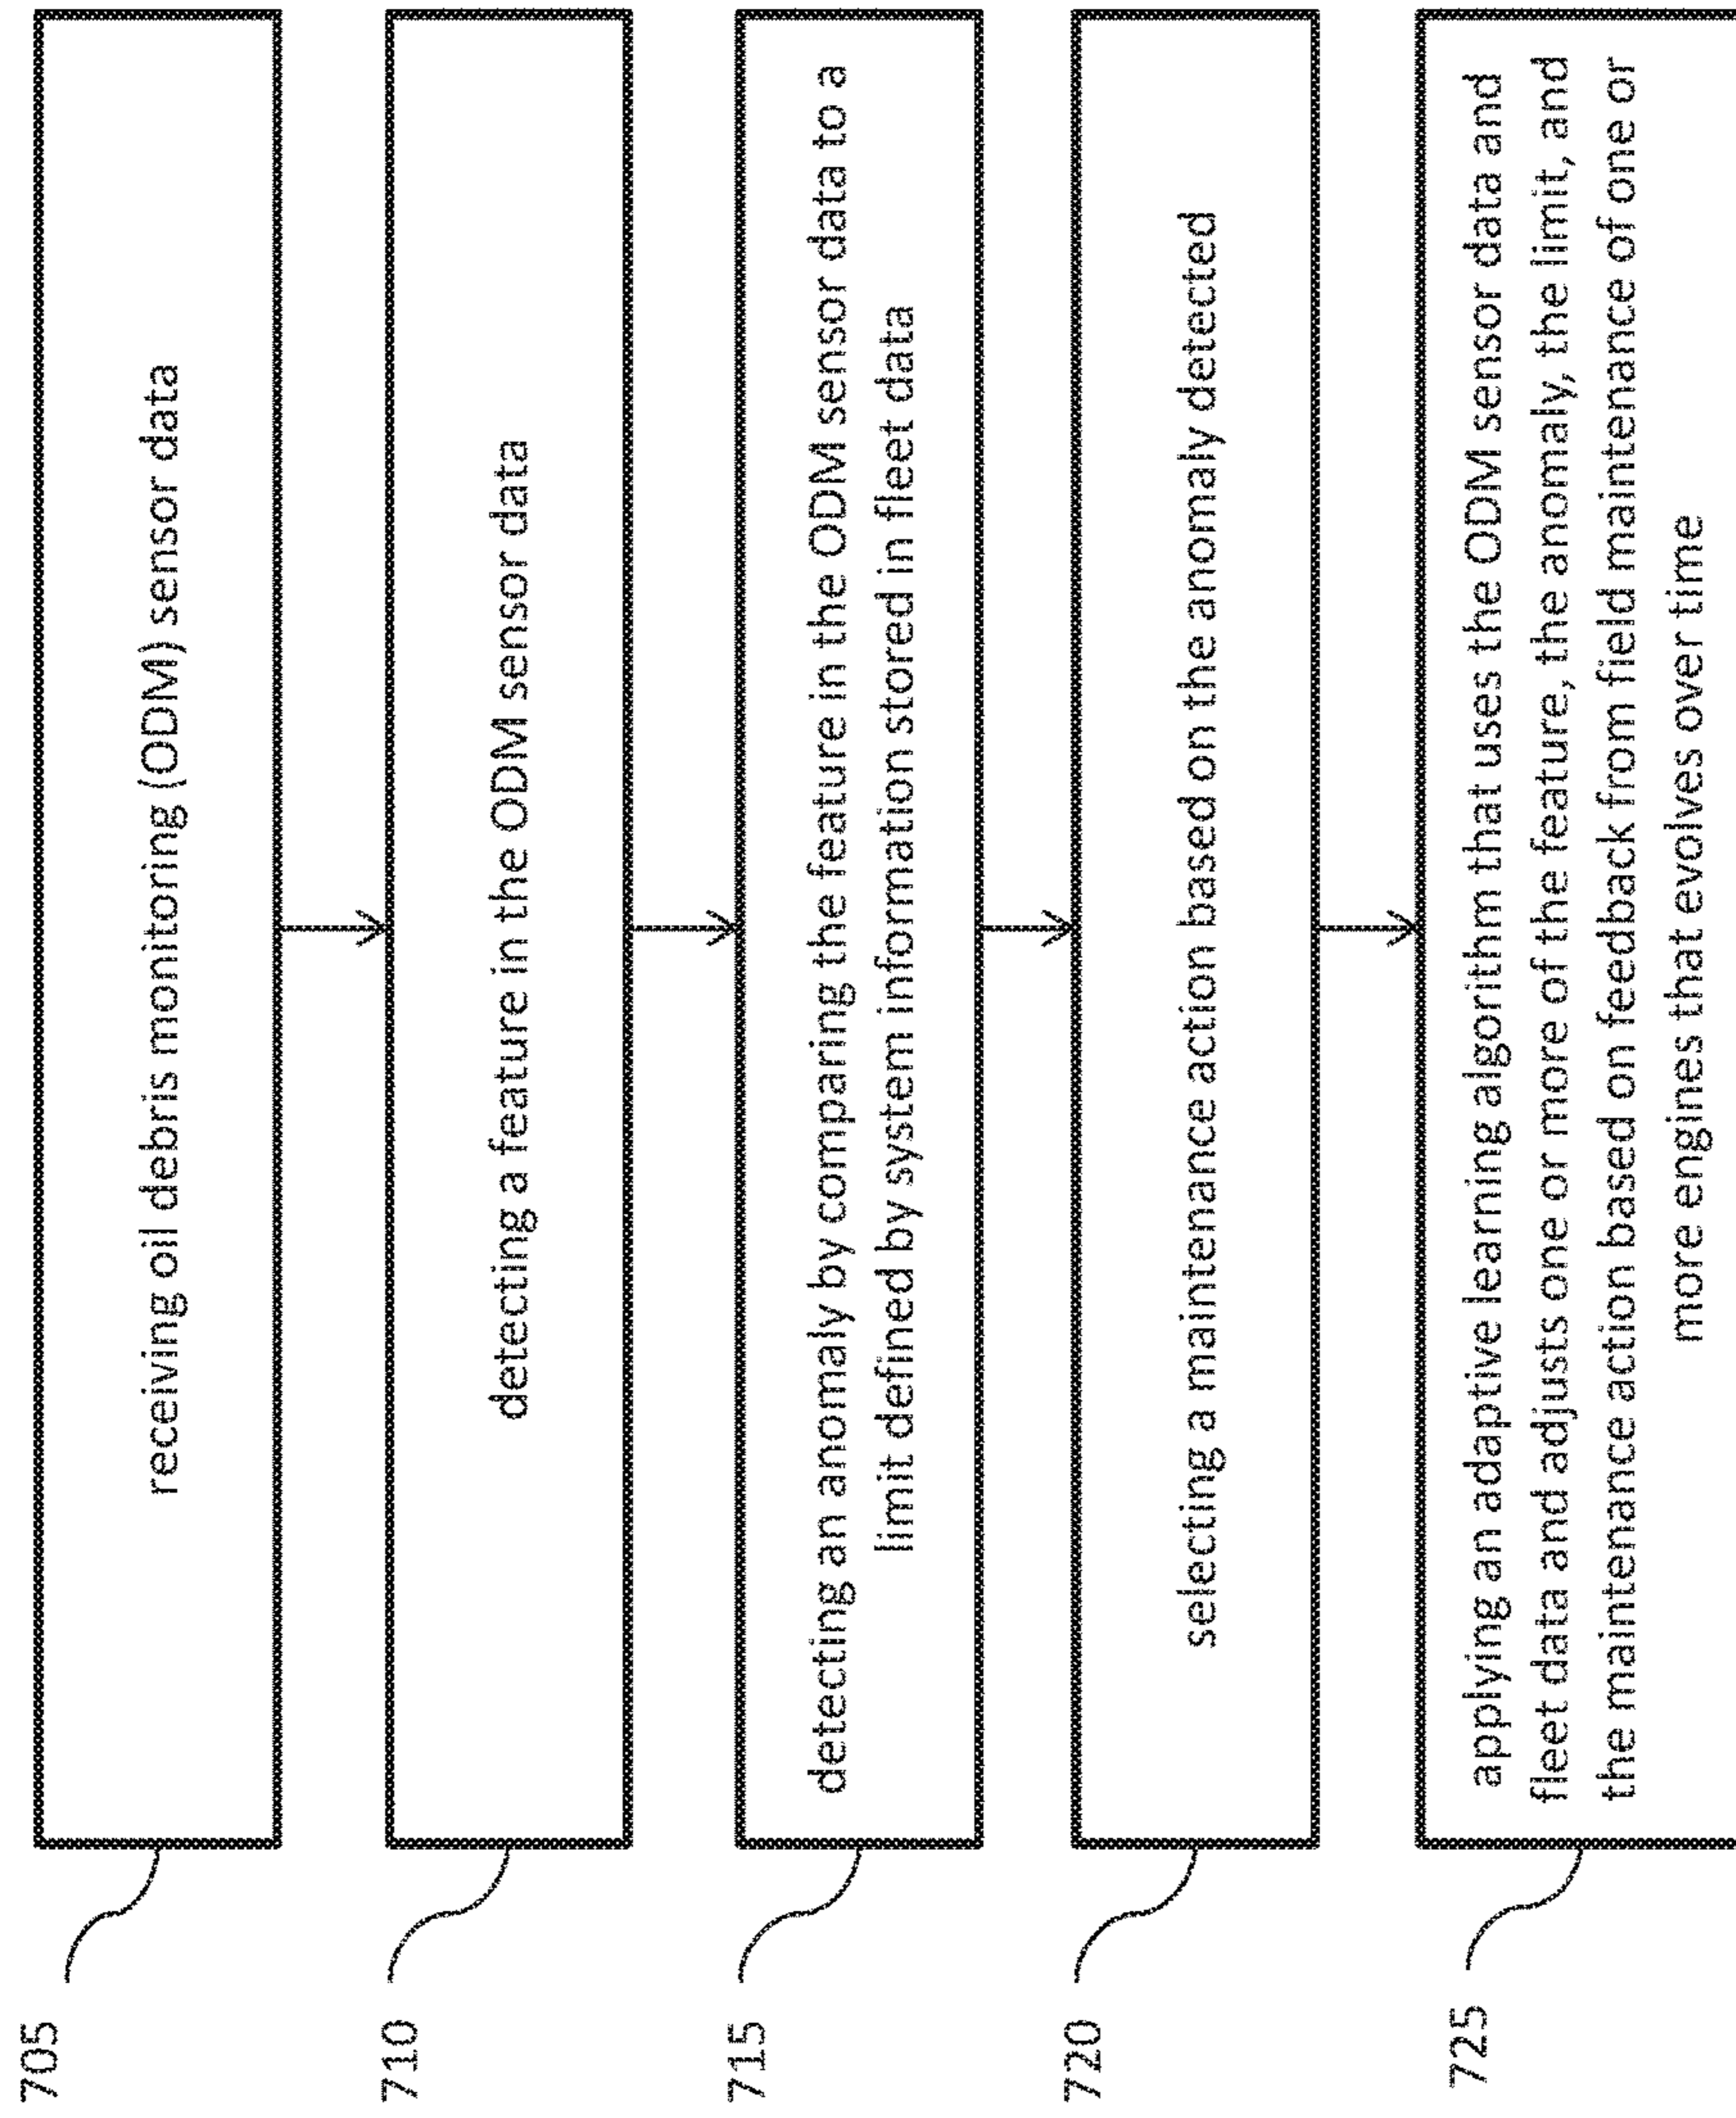 705
receiving oil debris monitoring (ODM) sensor data
710
detecting a feature in the ODM sensor data
715
detecting an anomaly by comparing the feature in the ODM sensor data to a
limit defined by system information stored in fleet data
720
selecting a maintenance action based on the anomaly detected
725
applying an adaptive learning algorithm that uses the ODM sensor data and
fleet data and adjusts one or more of the feature, the anomaly, the limit, and
the maintenance action based on feedback from field maintenance of one or
more engines that evolves over time